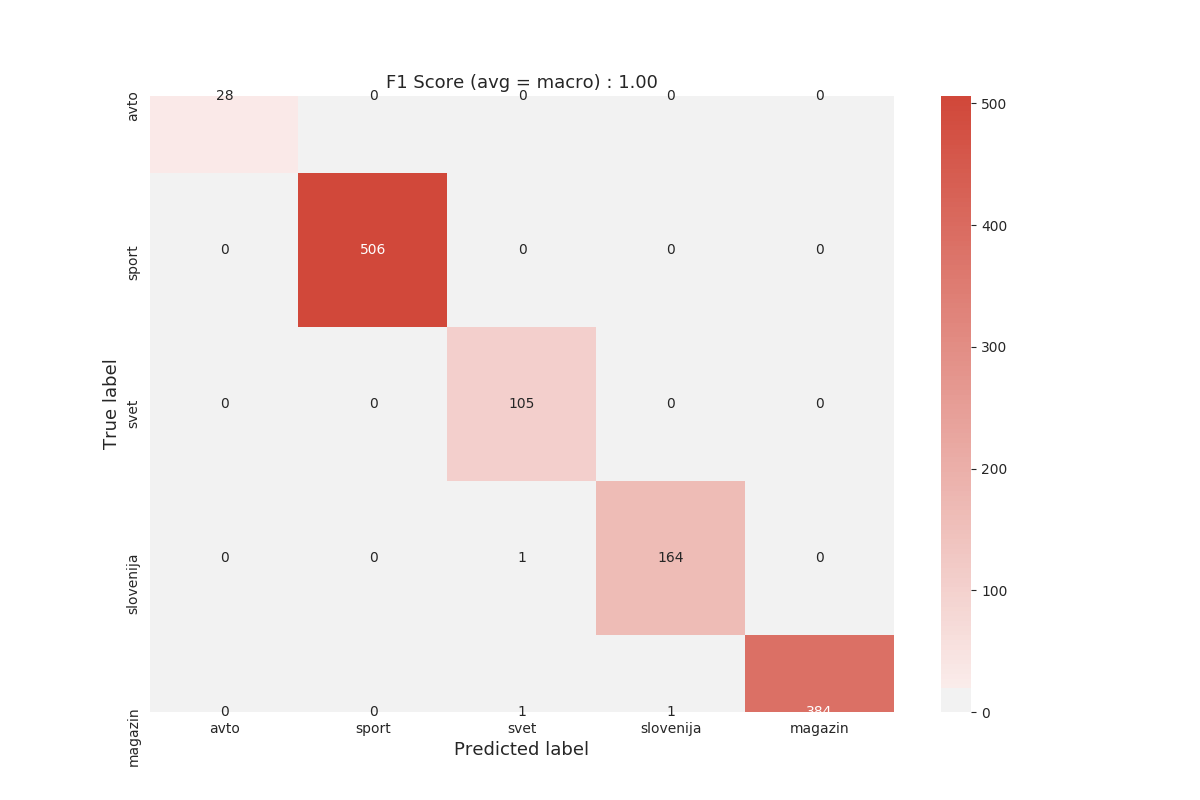 F1 Score (avg = macro) : 1.00
avto 28 0 0 0 0
sport 0 506 0 0 0
svet 0 0 105 0 0
slovenija 0 0 1 164 0
magazin 0 0 1 1 384
avto sport svet slovenija magazin
True label
Predicted label
500
400
300
200
100
0